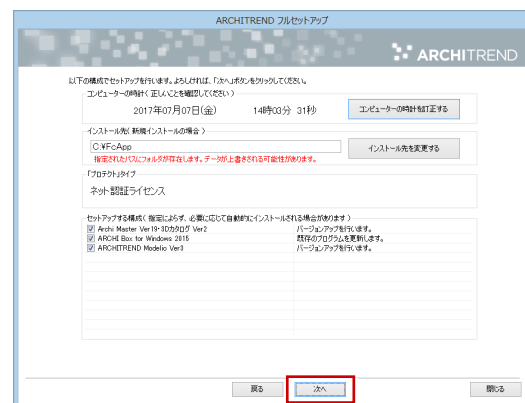 ARCHITREND フルセットアップ
ARCHITREND
以下の構成でセットアップを行います。よろしければ、「次へ」ボタンをクリックしてください。
コンピューターの時計( 正しいことを確認してください )
2017年07月07日(金) 14時03分 31秒 コンピューターの時計を訂正する
インストール先( 新規インストールの場合 )
C:¥FcApp インストール先を変更する
指定されたパスにフォルダが存在します。データが上書きされる可能性があります。
「プロテクト」タイプ
ネット認証ライセンス
セットアップする構成( 指定によらず、必要に応じて自動的にインストールされる場合があります )
Archi Master Ver19・3Dカタログ Ver2 バージョンアップを行います。
ARCHI Box for Windows 2015 既存のプログラムを更新します。
ARCHITREND Modelio Ver3 バージョンアップを行います。
戻る 次へ 閉じる